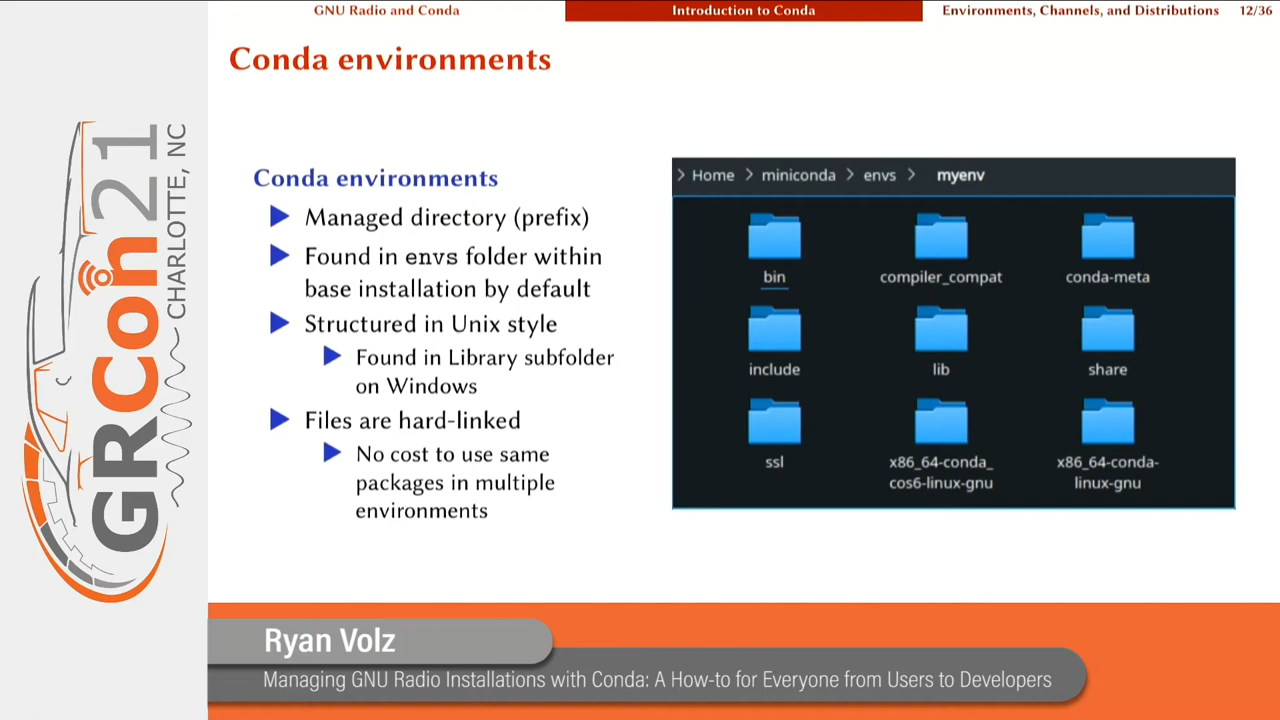 GNU Radio and Conda
Introduction to Conda
Environments, Channels, and Distributions
12/36
Conda environments
Conda environments
Managed directory (prefix)
Found in envs folder within
base installation by default
Structured in Unix style
Found in Library subfolder
on Windows
Files are hard-linked
No cost to use same
packages in multiple
environments
Home
miniconda
envs
myenv
bin
compiler_compat
conda-meta
include
lib
share
ssl
x86_64-conda_
cos6-linux-gnu
x86_64-conda-
linux-gnu
GRCon21
CHARLOTTE, NC
Ryan Volz
Managing GNU Radio Installations with Conda: A How-to for Everyone from Users to Developers